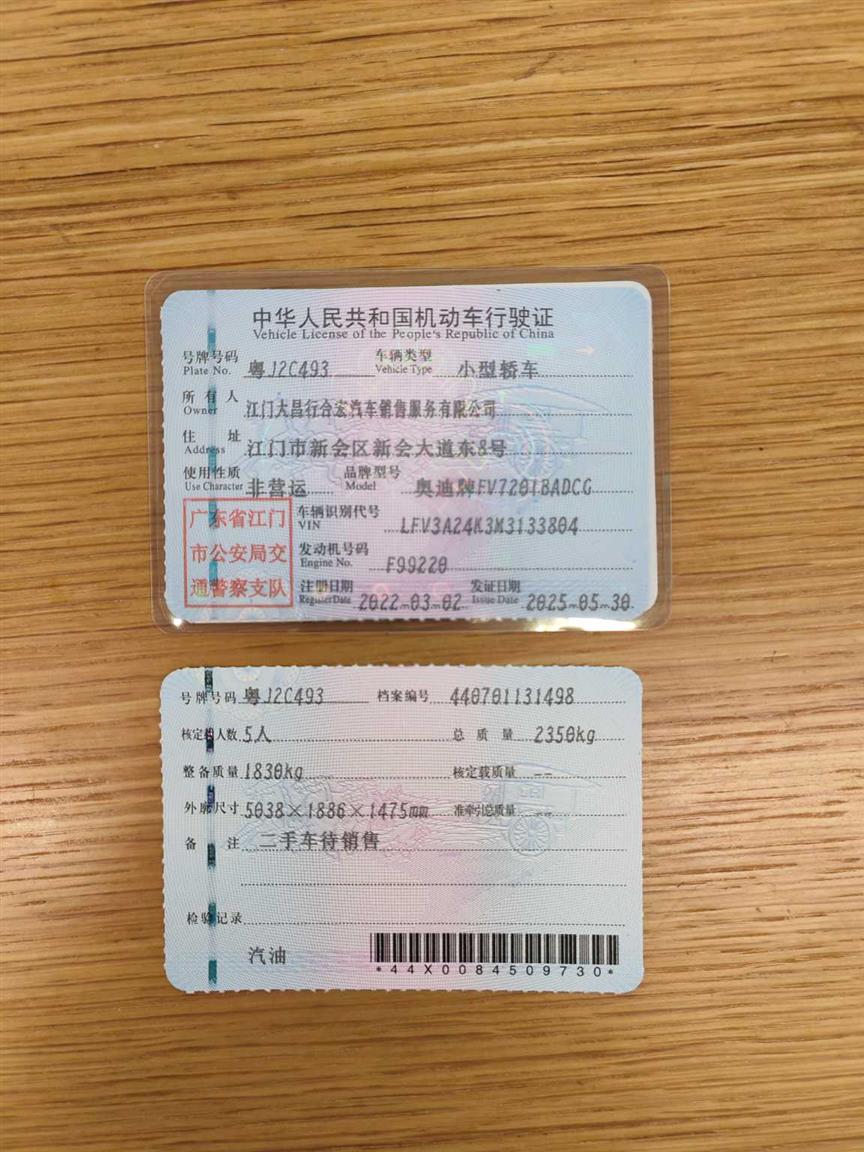 中华人民共和国机动车行驶证
Vehicle License of the People's Republic of China
号牌号码 粤J2C493 车辆类型 小型轿车
Plate No. Vehicle Type
所有人 江门大昌行合宏汽车销售服务有限公司
Owner
住址 江门市新会区新会大道东8号
Address
使用性质 非营运 品牌型号 奥迪牌FV7201BADCG
Use Character Model
广东省江门
市公安局交
通警察支队
车辆识别代号 LFV3A24K3M3133804
VIN
发动机号码 F99220
Engine No.
注册日期 2022-03-02 发证日期 2025-05-30
Register Date Issue Date
号牌号码 粤J2C493 档案编号 440701131498
核定载人数 5人 总质量 2350kg
整备质量 1830kg 核定载质量 --
外廓尺寸 5038×1886×1475mm 准牵引总质量 --
备注 二手车待销售
检验记录
汽油
*44X0084509730*